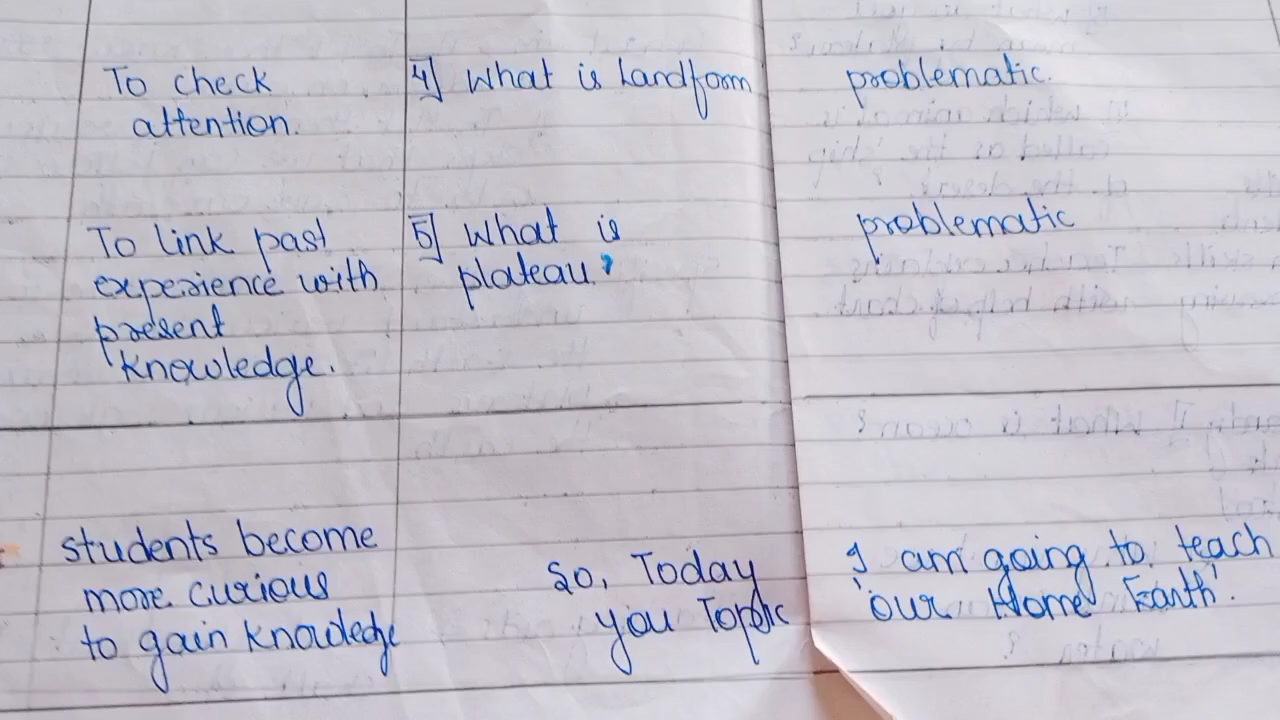 To check
attention.
4] What is Landform
problematic.
To link past
experience with
present
knowledge.
5] What is
plateau?
problematic
students become
more curious
to gain knowledge
So, Today
you Topic
I am going to teach
'our Home Earth'.